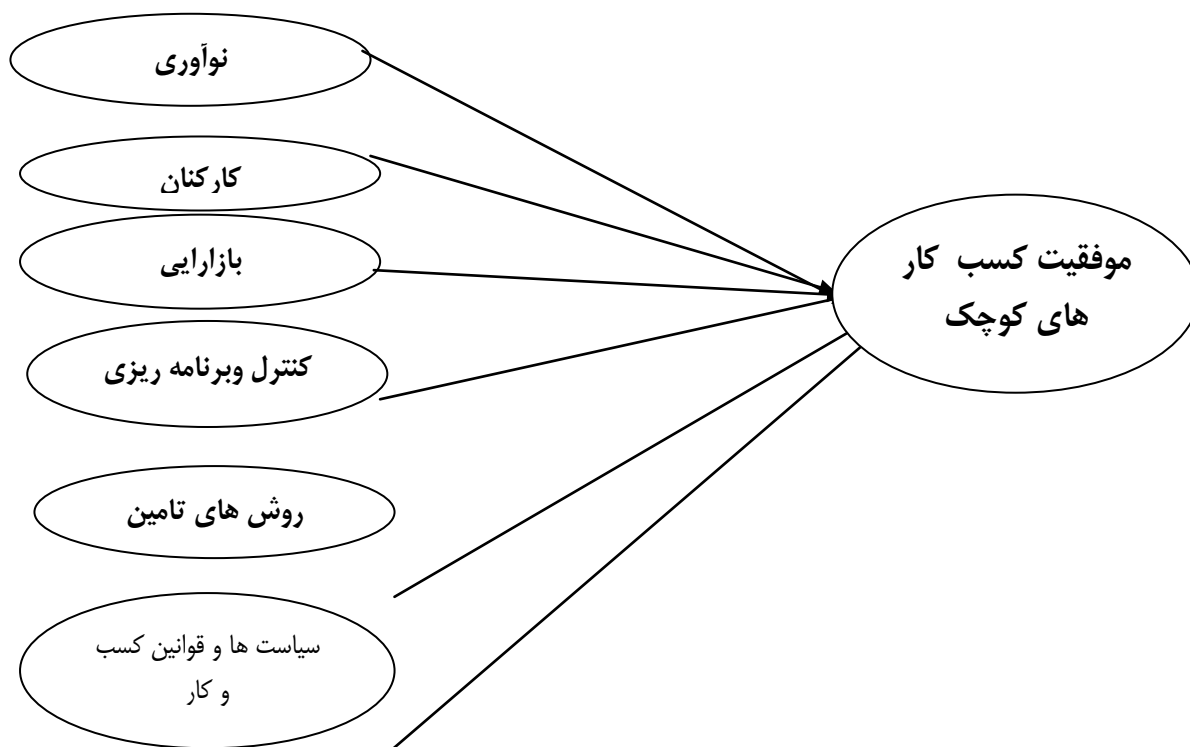 نوآوری
کارکنان
بازارایی
کنترل وبرنامه ریزی
روش های تامین
سیاست ها و قوانین کسب
و کار
موفقیت کسب کار
های کوچک